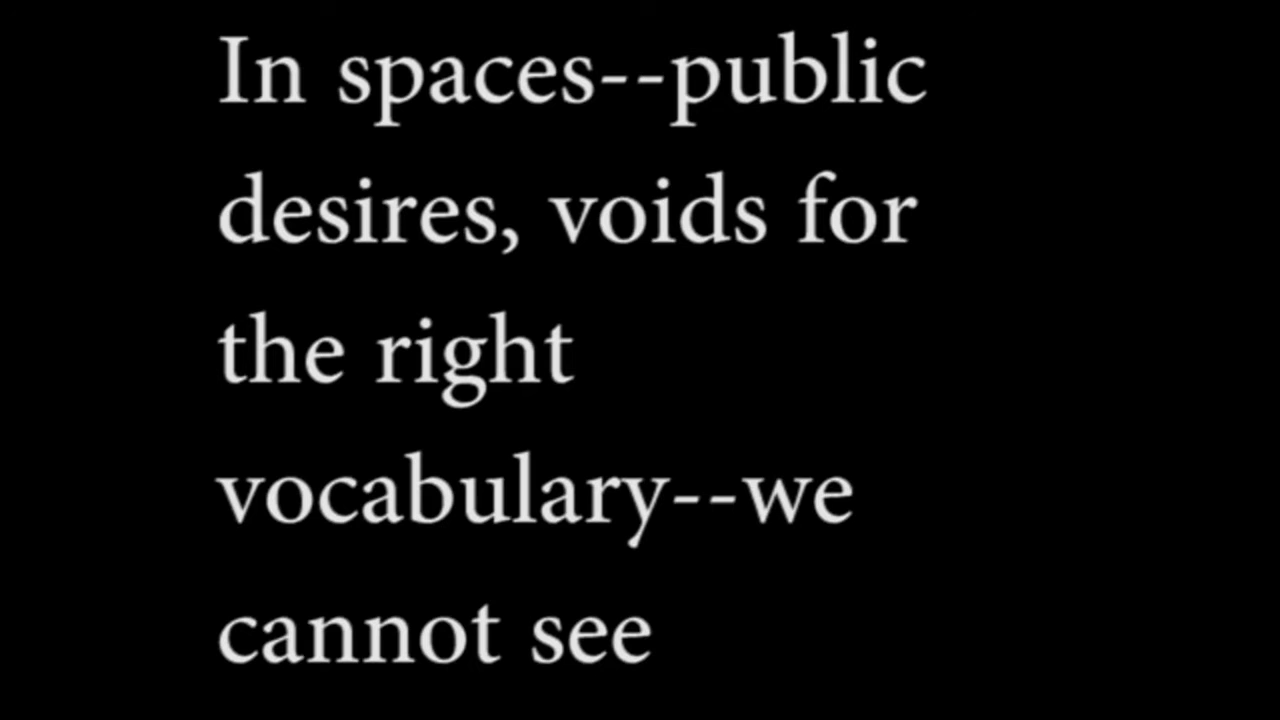 In spaces--public
desires, voids for
the right
vocabulary--we
cannot see